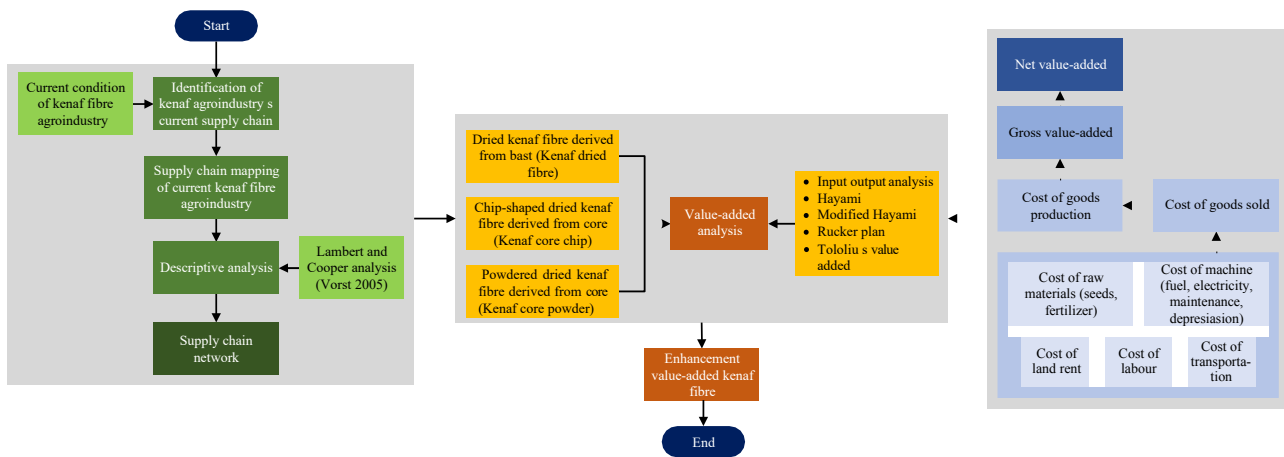 Start
Current condition
of kenaf fibre
agroindustry
Identification of
kenaf agroindustry s
current supply chain
Supply chain mapping
of current kenaf fibre
agroindustry
Descriptive analysis
Lambert and
Cooper analysis
(Vorst 2005)
Supply chain
network
Dried kenaf fibre derived
from bast (Kenaf dried
fibre)
Chip-shaped dried kenaf
fibre derived from core
(Kenaf core chip)
Powdered dried kenaf
fibre derived from core
(Kenaf core powder)
Value-added
analysis
• Input output analysis
• Hayami
• Modified Hayami
• Rucker plan
• Tololiu s value
added
Enhancement
value-added kenaf
fibre
End
Net value-added
Gross value-added
Cost of goods
production
Cost of goods sold
Cost of raw
materials (seeds,
fertilizer)
Cost of machine
(fuel, electricity,
maintenance,
depresiasion)
Cost of
land rent
Cost of
labour
Cost of
transporta-
tion